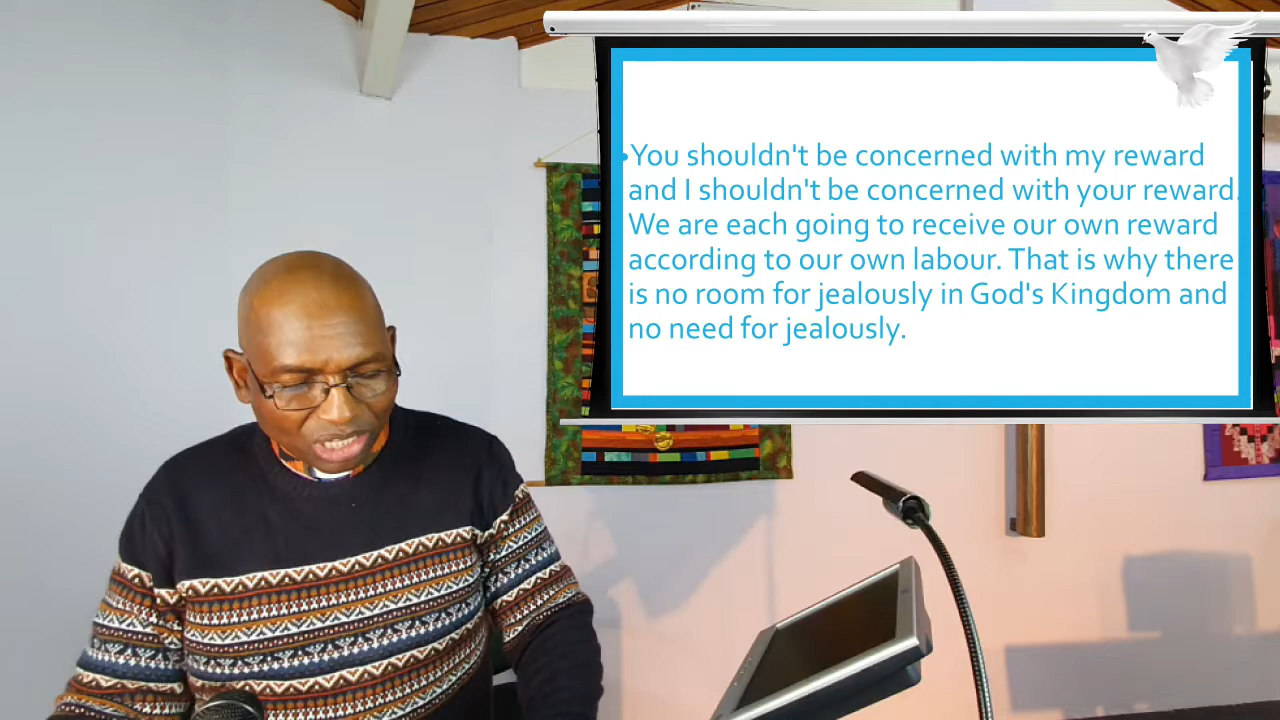 •You shouldn't be concerned with my reward
and I shouldn't be concerned with your reward.
We are each going to receive our own reward
according to our own labour. That is why there
is no room for jealously in God's Kingdom and
no need for jealously.